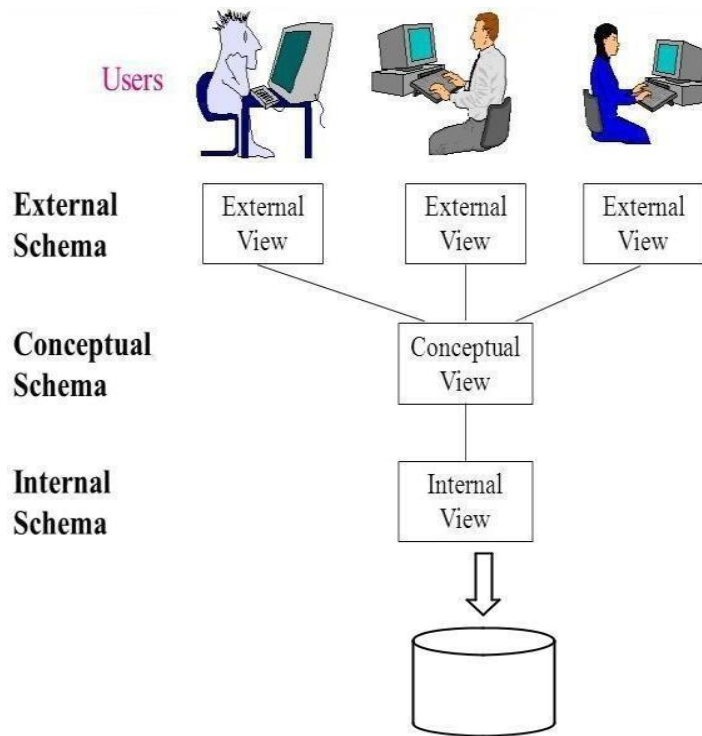 Users
External
Schema
External
View
External
View
External
View
Conceptual
Schema
Conceptual
View
Internal
Schema
Internal
View